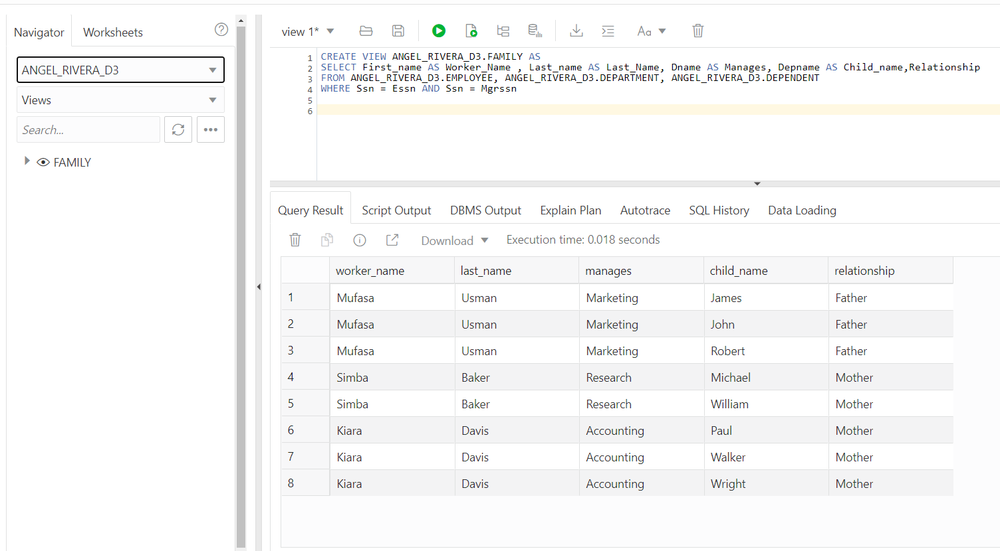 Navigator Worksheets
ANGEL_RIVERA_D3
Views
Search...
FAMILY
view 1*
Aa
1 CREATE VIEW ANGEL_RIVERA_D3.FAMILY AS
2 SELECT First_name AS Worker_Name , Last_name AS Last_Name, Dname AS Manages, Depname AS Child_name,Relationship
3 FROM ANGEL_RIVERA_D3.EMPLOYEE, ANGEL_RIVERA_D3.DEPARTMENT, ANGEL_RIVERA_D3.DEPENDENT
4 WHERE Ssn = Essn AND Ssn = Mgrssn
5
6
Query Result Script Output DBMS Output Explain Plan Autotrace SQL History Data Loading
Download Execution time: 0.018 seconds
worker_name last_name manages child_name relationship
1 Mufasa Usman Marketing James Father
2 Mufasa Usman Marketing John Father
3 Mufasa Usman Marketing Robert Father
4 Simba Baker Research Michael Mother
5 Simba Baker Research William Mother
6 Kiara Davis Accounting Paul Mother
7 Kiara Davis Accounting Walker Mother
8 Kiara Davis Accounting Wright Mother